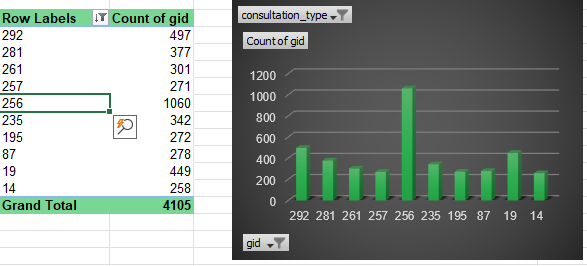 Row Labels Count of gid
292 497
281 377
261 301
257 271
256 1060
235 342
195 272
87 278
19 449
14 258
Grand Total 4105
consultation_type
Count of gid
1200
1000
800
600
400
200
0
292 281 261 257 256 235 195 87 19 14
gid